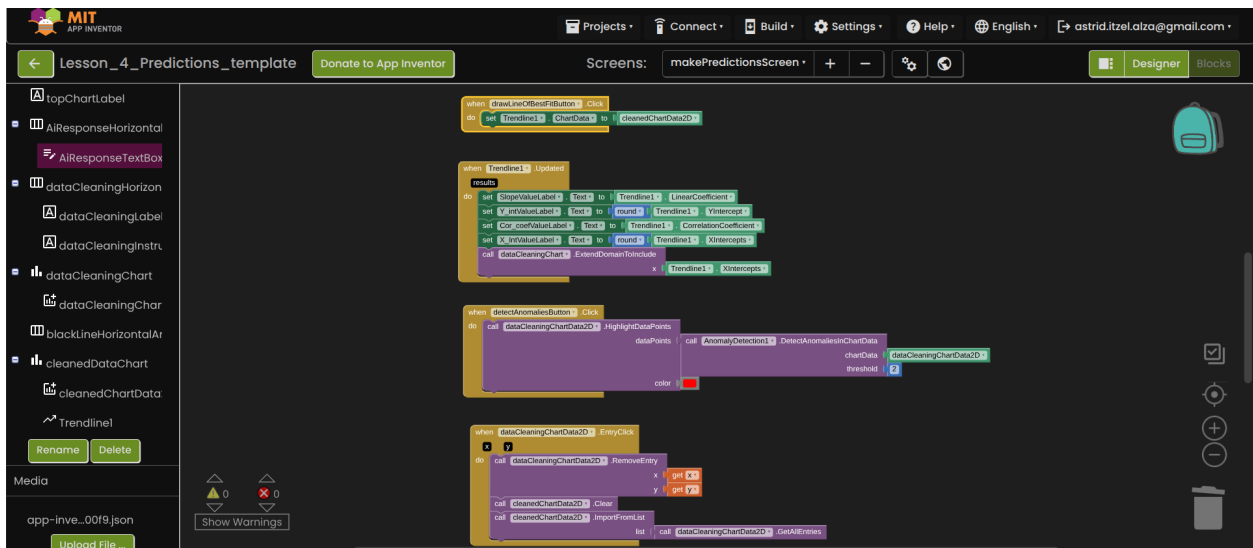 MIT
APP INVENTOR
Projects
Connect
Build
Settings
Help
English
astrid.itzel.alza@gmail.com
Lesson_4_Predictions_template
Donate to App Inventor
Screens:
makePredictionsScreen
+
−
Designer
Blocks
topChartLabel
AiResponseHorizontal
AiResponseTextBox
dataCleaningHorizon
dataCleaningLabel
dataCleaningInstru
dataCleaningChart
dataCleaningChar
blackLineHorizontalAr
cleanedDataChart
cleanedChartData
Trendline1
Rename
Delete
Media
app-inve...00f9.json
Upload File ...
0
0
Show Warnings
when drawLineOfBestFitButton .Click
do set Trendline1 . ChartData to cleanedChartData2D
when Trendline1 .Updated
results
do set SlopeValueLabel . Text to Trendline1 . LinearCoefficient
set Y_intValueLabel . Text to round Trendline1 . YIntercept
set Cor_coefValueLabel . Text to Trendline1 . CorrelationCoefficient
set X_IntValueLabel . Text to round Trendline1 . XIntercepts
call dataCleaningChart .ExtendDomainToInclude
x Trendline1 . XIntercepts
when detectAnomaliesButton .Click
do call dataCleaningChartData2D .HighlightDataPoints
dataPoints call AnomalyDetection1 .DetectAnomaliesInChartData
chartData dataCleaningChartData2D
threshold 2
color
when dataCleaningChartData2D .EntryClick
x y
do call dataCleaningChartData2D .RemoveEntry
x get x
y get y
call cleanedChartData2D .Clear
call cleanedChartData2D .ImportFromList
list call dataCleaningChartData2D .GetAllEntries